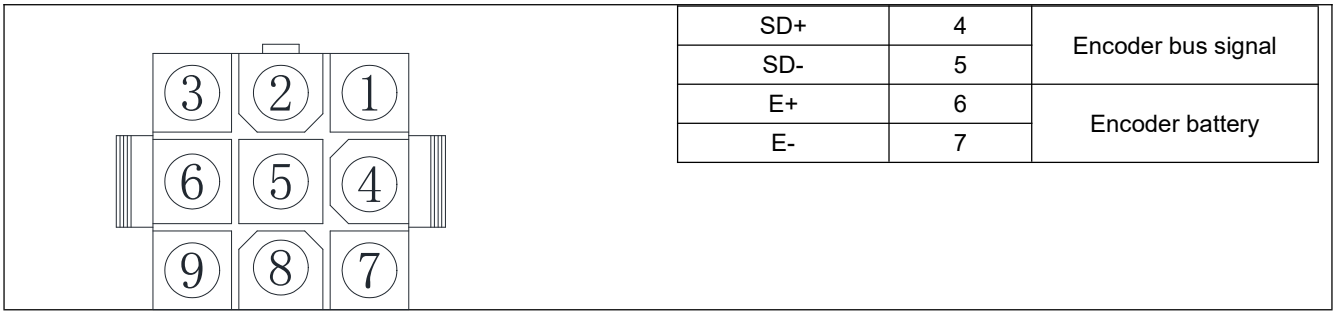 ③ ② ①
⑥ ⑤ ④
⑨ ⑧ ⑦
SD+ 4 Encoder bus signal
SD- 5
E+ 6 Encoder battery
E- 7